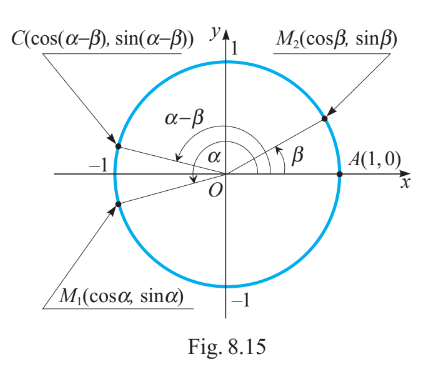 C(cos(α–β), sin(α–β))
y
1
M₂(cosβ, sinβ)
α–β
α
β
A(1, 0)
–1
O
x
M₁(cosα, sinα)
–1
Fig. 8.15